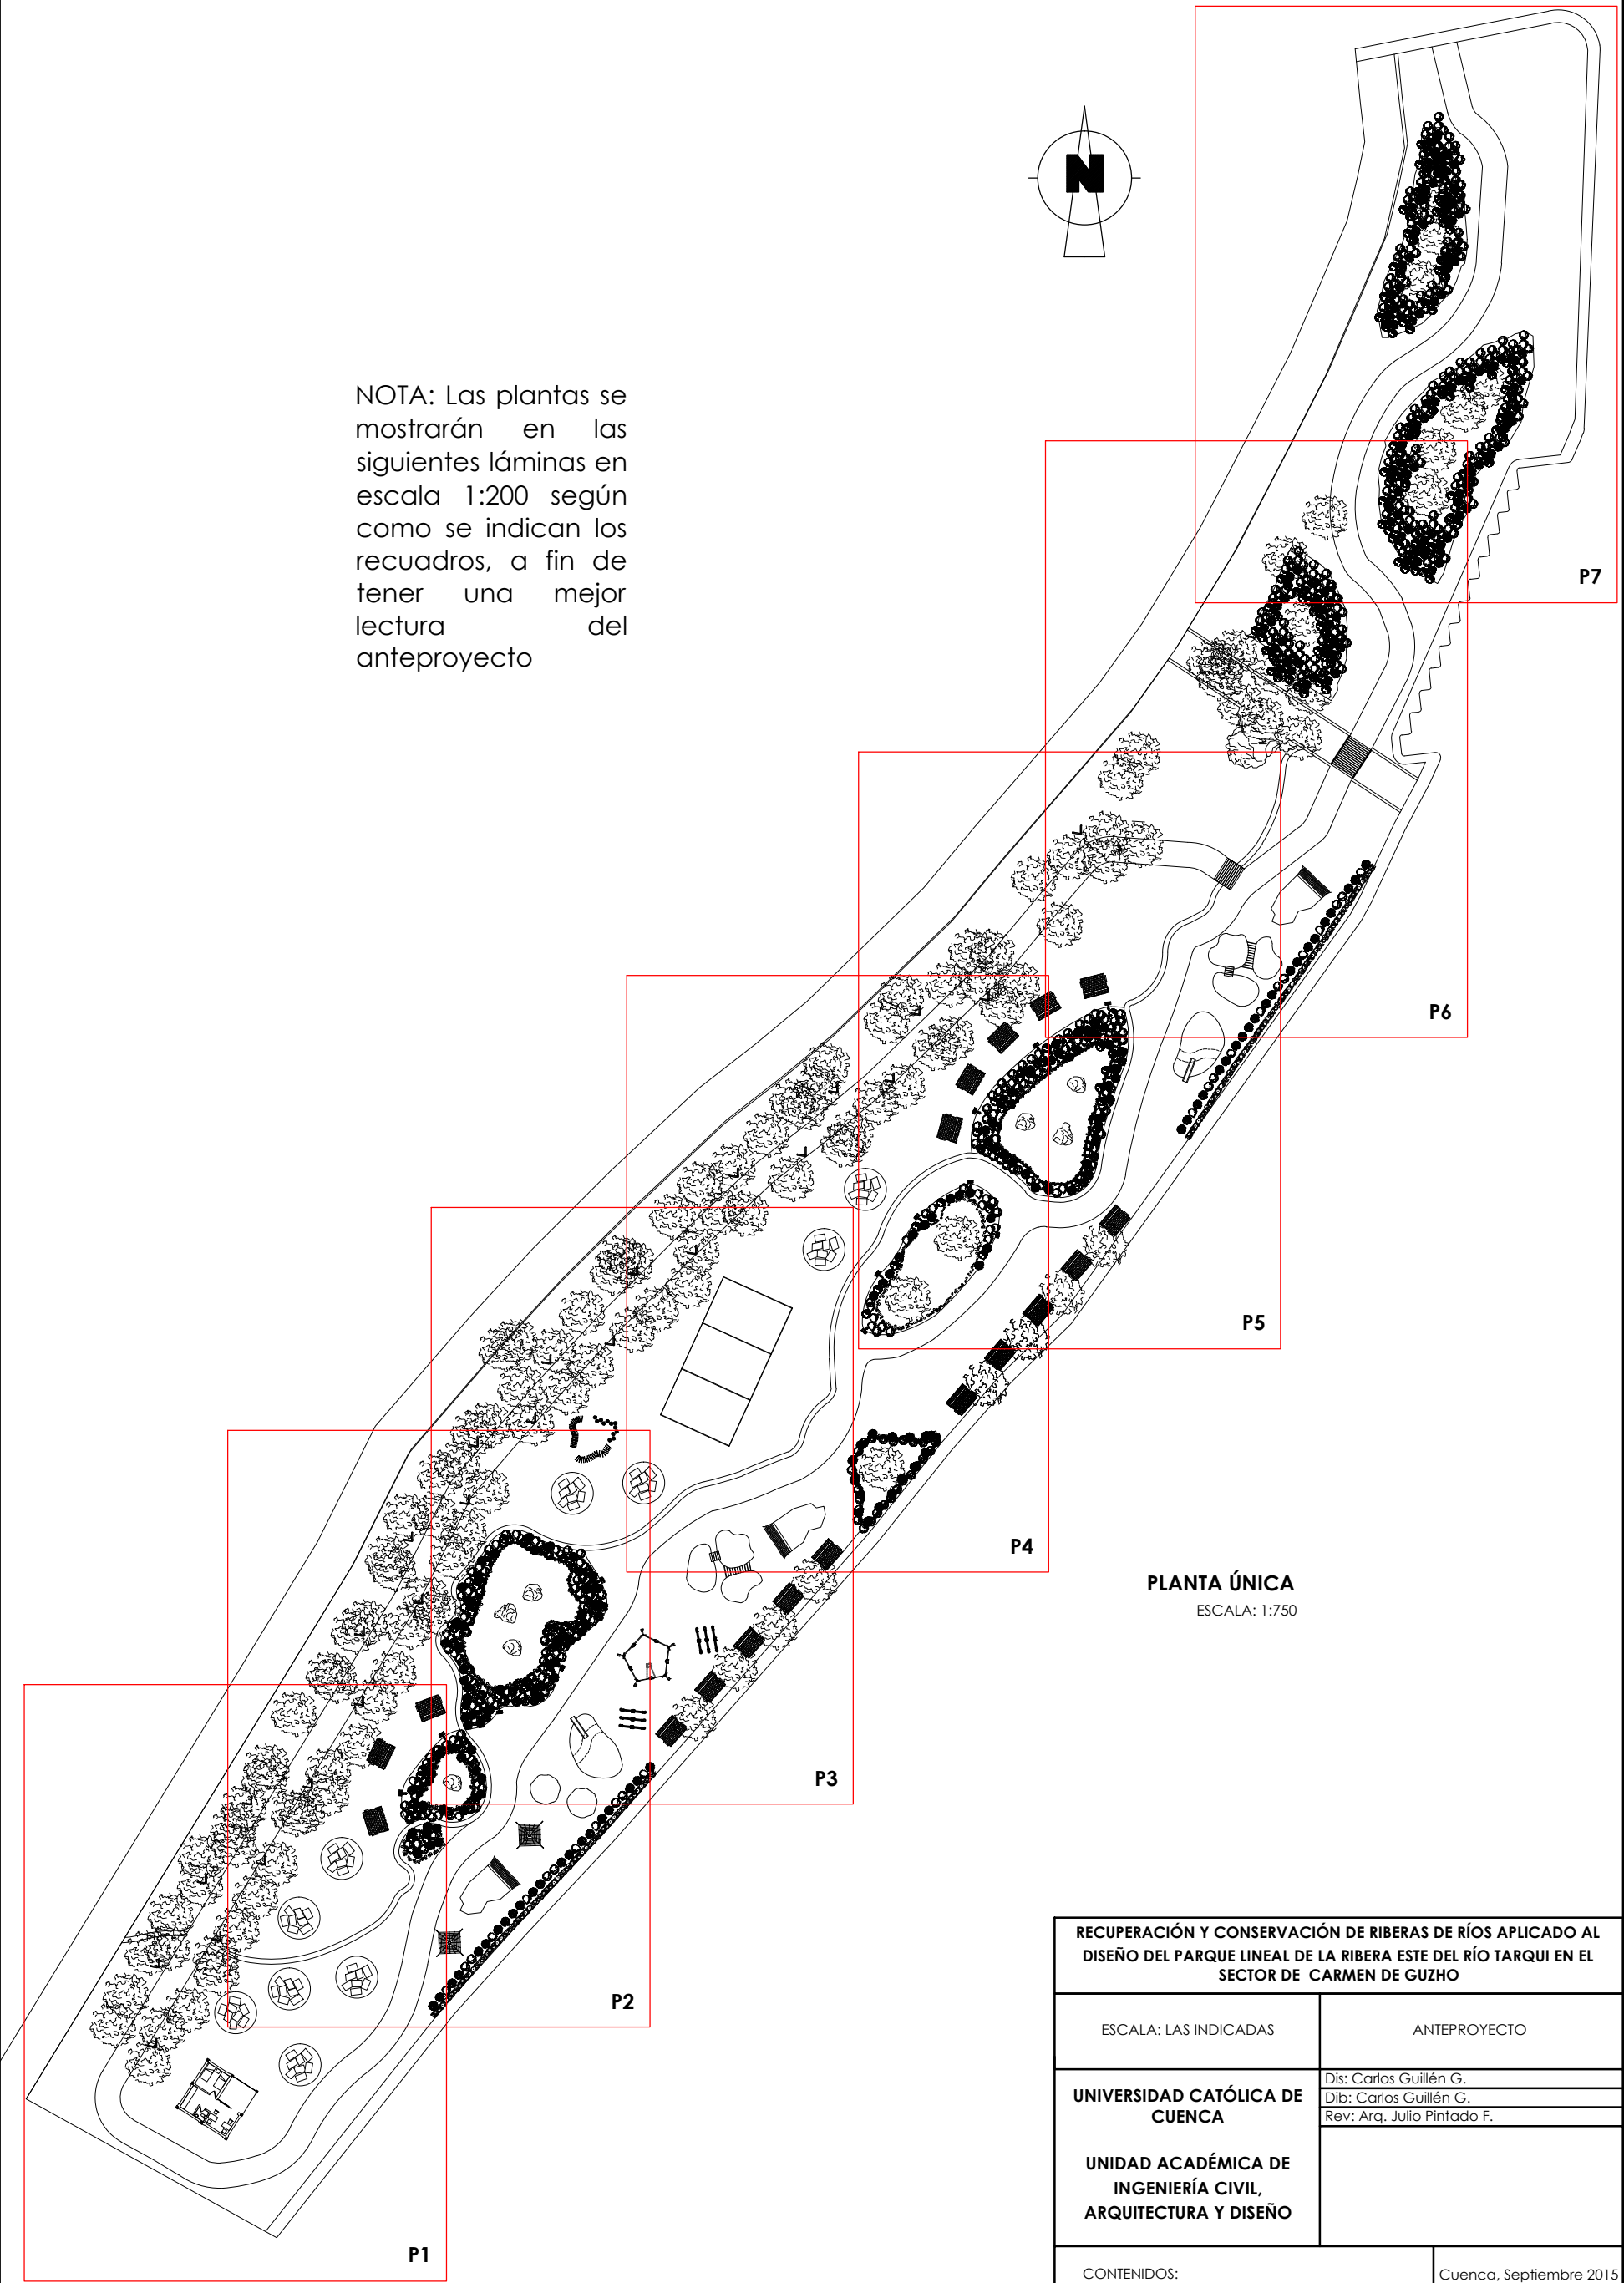 N
NOTA: Las plantas se
mostrarán en las
siguientes láminas en
escala 1:200 según
como se indican los
recuadros, a fin de
tener una mejor
lectura del
anteproyecto
P7
P6
P5
P4
PLANTA ÚNICA
ESCALA: 1:750
P3
P2
P1
RECUPERACIÓN Y CONSERVACIÓN DE RIBERAS DE RÍOS APLICADO AL
DISEÑO DEL PARQUE LINEAL DE LA RIBERA ESTE DEL RÍO TARQUI EN EL
SECTOR DE CARMEN DE GUZHO
ESCALA: LAS INDICADAS
ANTEPROYECTO
UNIVERSIDAD CATÓLICA DE
CUENCA
Dis: Carlos Guillén G.
Dib: Carlos Guillén G.
Rev: Arq. Julio Pintado F.
UNIDAD ACADÉMICA DE
INGENIERÍA CIVIL,
ARQUITECTURA Y DISEÑO
CONTENIDOS:
Cuenca, Septiembre 2015